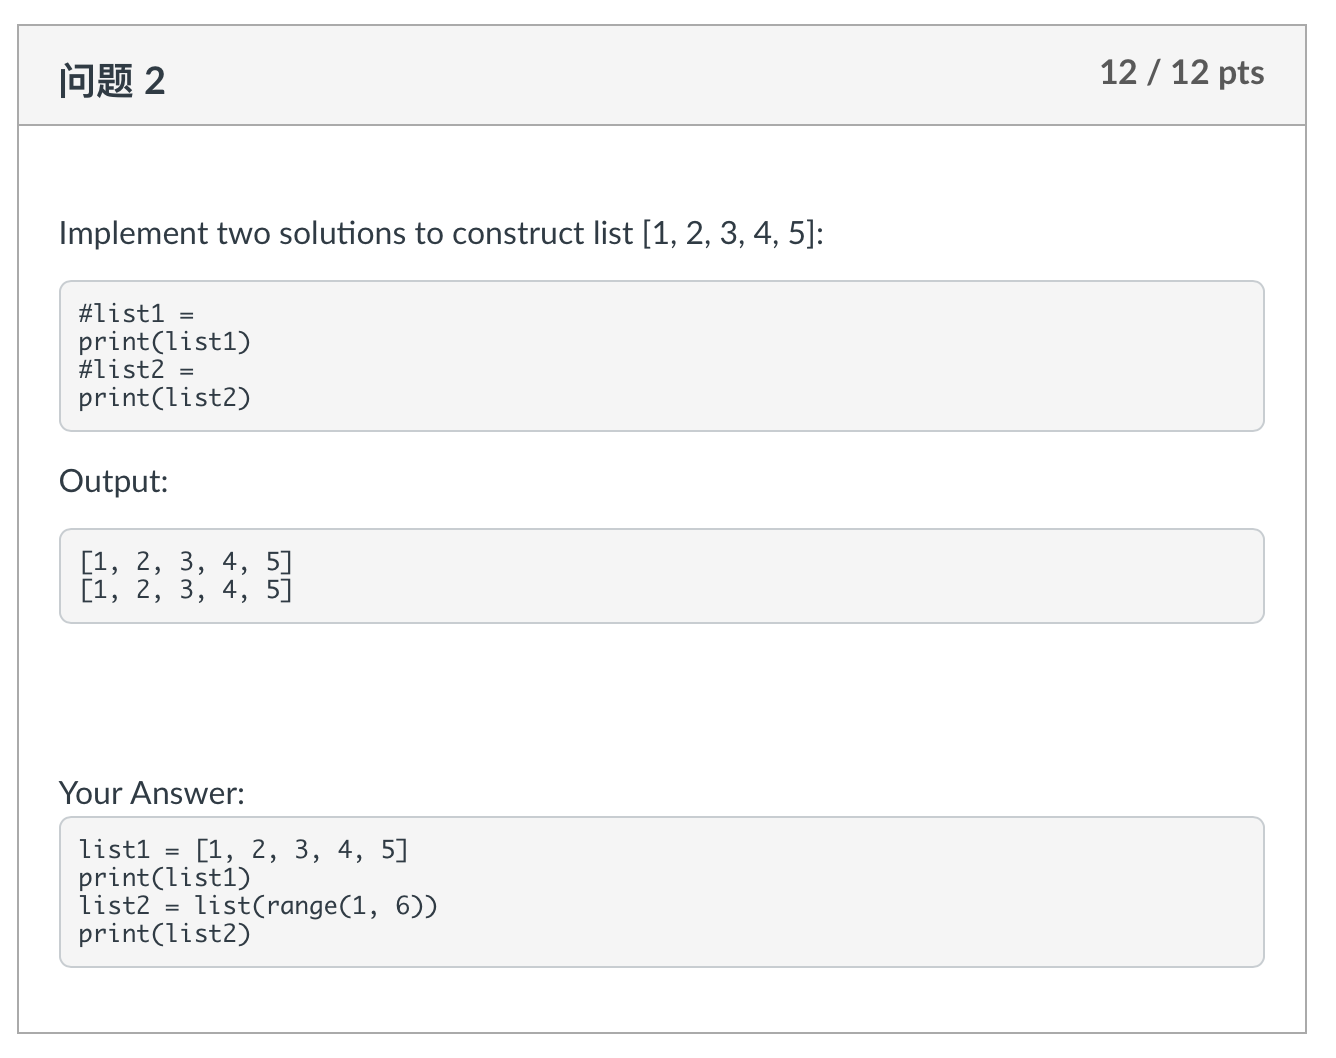 问题 2
12 / 12 pts
Implement two solutions to construct list [1, 2, 3, 4, 5]:
#list1 =
print(list1)
#list2 =
print(list2)
Output:
[1, 2, 3, 4, 5]
[1, 2, 3, 4, 5]
Your Answer:
list1 = [1, 2, 3, 4, 5]
print(list1)
list2 = list(range(1, 6))
print(list2)